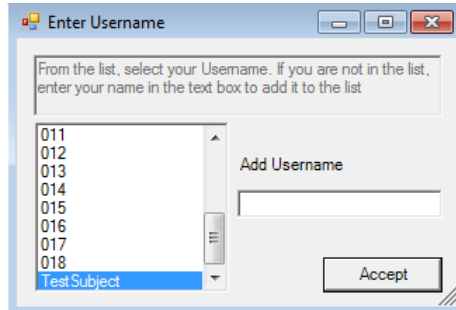 Enter Username
From the list, select your Username. If you are not in the list,
enter your name in the text box to add it to the list
011
012
013
014
015
016
017
018
TestSubject
Add Username
Accept